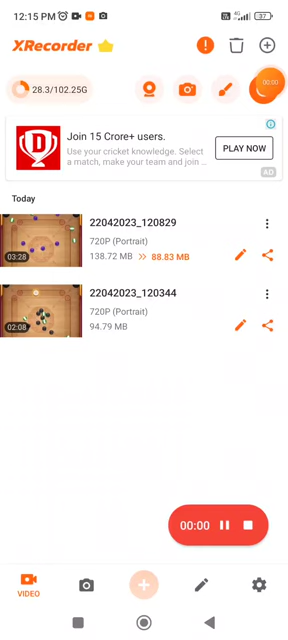 12:15 PM
37
XRecorder
28.3/102.25G
00:00
Join 15 Crore+ users.
Use your cricket knowledge. Select
a match, make your team and join ...
PLAY NOW
AD
Today
22042023_120829
720P (Portrait)
138.72 MB >> 88.83 MB
03:28
22042023_120344
720P (Portrait)
94.79 MB
02:08
00:00
VIDEO